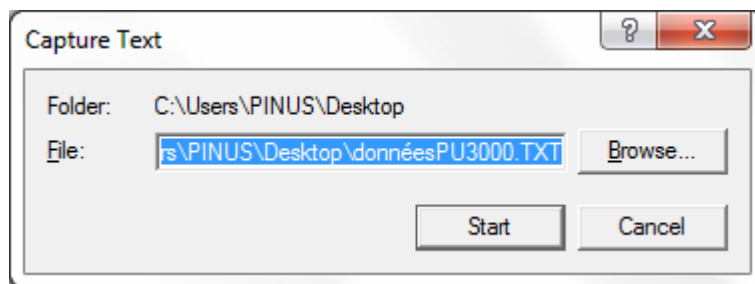 Capture Text
Folder: C:\Users\PINUS\Desktop
File: rs\PINUS\Desktop\donnéesPU3000.TXT Browse...
Start Cancel